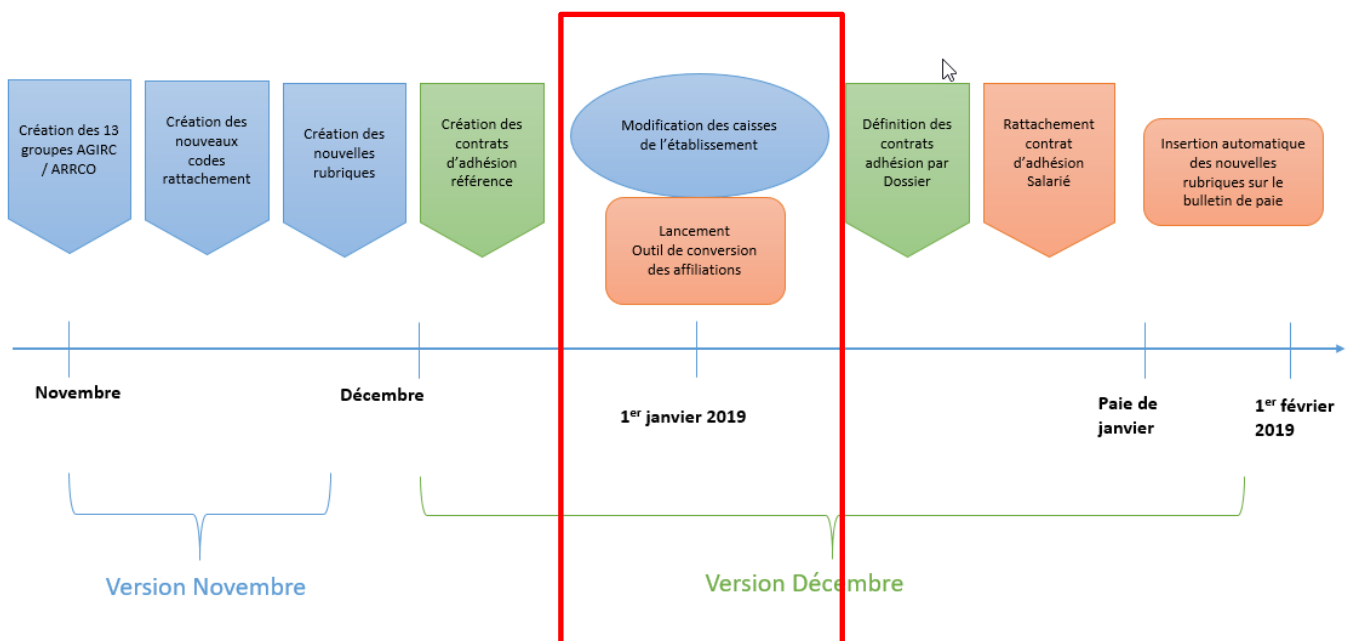 Création des 13
groupes AGIRC
/ ARRCO
Création des
nouveaux
codes
rattachement
Création des
nouvelles
rubriques
Création des
contrats
d'adhésion
référence
Modification des caisses
de l'établissement
Lancement
Outil de conversion
des affiliations
Définition des
contrats
adhésion par
Dossier
Rattachement
contrat
d'adhésion
Salarié
Insertion automatique
des nouvelles
rubriques sur le
bulletin de paie
Novembre
Décembre
1er janvier 2019
Paie de
janvier
1er février
2019
Version Novembre
Version Décembre